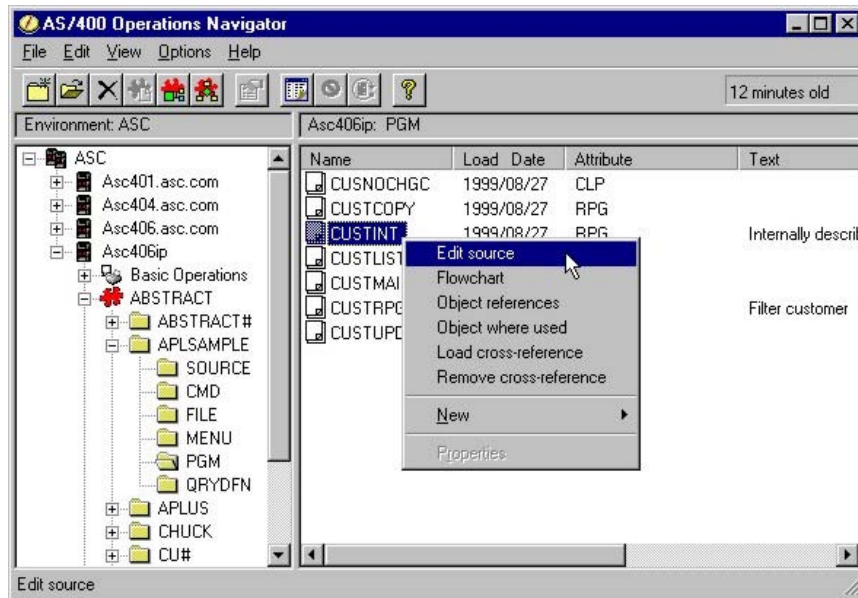 AS/400 Operations Navigator
File Edit View Options Help
12 minutes old
Environment: ASC
Asc406ip: PGM
ASC
Asc401.asc.com
Asc404.asc.com
Asc406.asc.com
Asc406ip
Basic Operations
ABSTRACT
ABSTRACT#
APLSAMPLE
SOURCE
CMD
FILE
MENU
PGM
QRYDFN
APLUS
CHUCK
CU#
Name Load Date Attribute Text
CUSNOCHGC 1999/08/27 CLP
CUSTCOPY 1999/08/27 RPG
CUSTINT 1999/08/27 RPG Internally describ
CUSTLIST
CUSTMAI
CUSTRPG Filter customer
CUSTUPD
Edit source
Flowchart
Object references
Object where used
Load cross-reference
Remove cross-reference
New
Properties
Edit source